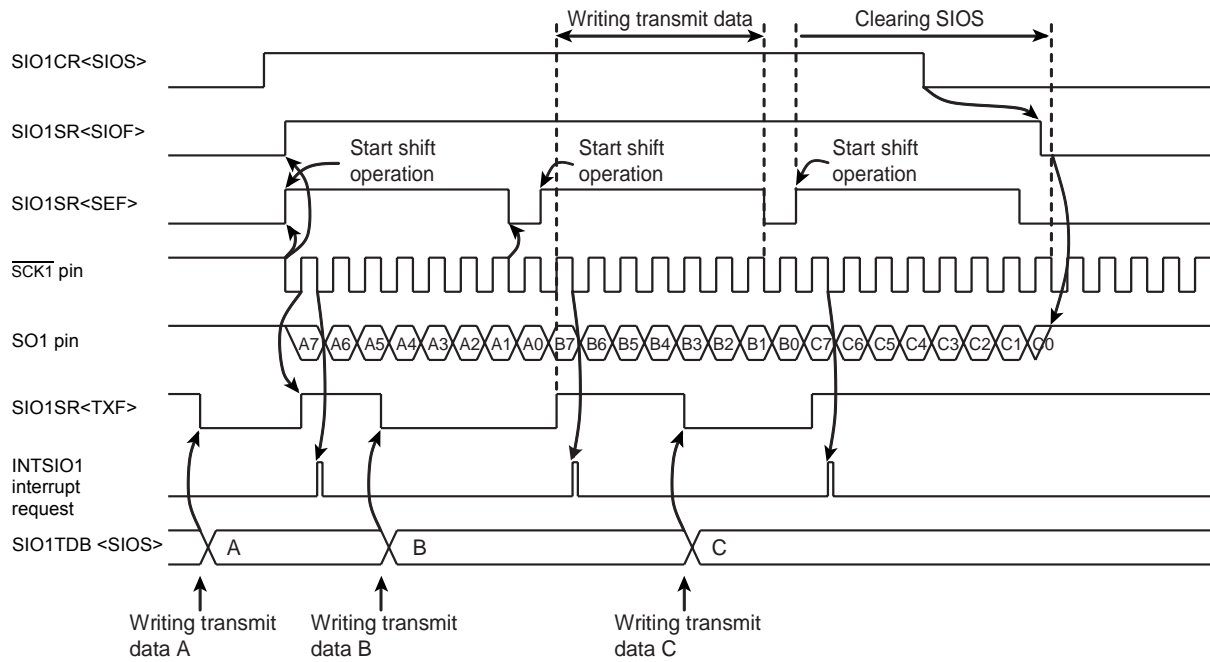 Writing transmit data
Clearing SIOS
SIO1CR<SIOS>
SIO1SR<SIOF>
Start shift
operation
Start shift
operation
Start shift
operation
SIO1SR<SEF>
SCK1 pin
SO1 pin
A7 A6 A5 A4 A3 A2 A1 A0 B7 B6 B5 B4 B3 B2 B1 B0 C7 C6 C5 C4 C3 C2 C1 C0
SIO1SR<TXF>
INTSIO1
interrupt
request
SIO1TDB <SIOS>
A
B
C
Writing transmit
data A
Writing transmit
data B
Writing transmit
data C